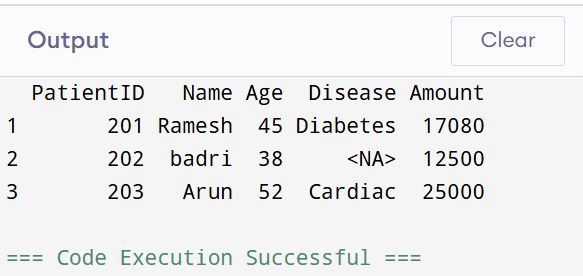 Output
Clear
PatientID Name Age Disease Amount
1 201 Ramesh 45 Diabetes 17080
2 202 badri 38 <NA> 12500
3 203 Arun 52 Cardiac 25000
=== Code Execution Successful ===